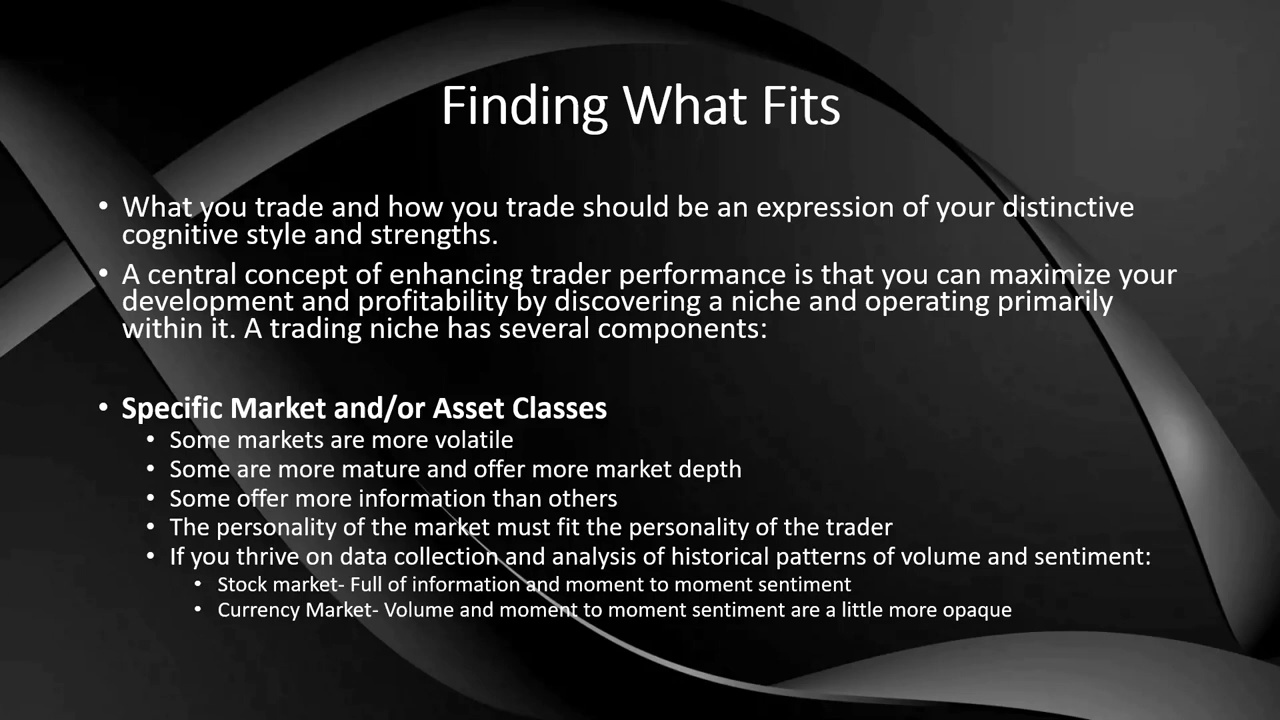 Finding What Fits
• What you trade and how you trade should be an expression of your distinctive
cognitive style and strengths.
• A central concept of enhancing trader performance is that you can maximize your
development and profitability by discovering a niche and operating primarily
within it. A trading niche has several components:
• Specific Market and/or Asset Classes
• Some markets are more volatile
• Some are more mature and offer more market depth
• Some offer more information than others
• The personality of the market must fit the personality of the trader
• If you thrive on data collection and analysis of historical patterns of volume and sentiment:
• Stock market- Full of information and moment to moment sentiment
• Currency Market- Volume and moment to moment sentiment are a little more opaque